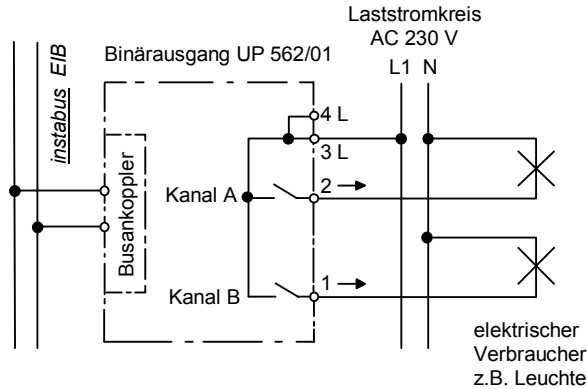 Laststromkreis
AC 230 V
L1 N
Binärausgang UP 562/01
instabus EIB
Busankoppler
4 L
3 L
Kanal A
2
Kanal B
1
elektrischer
Verbraucher
z.B. Leuchte